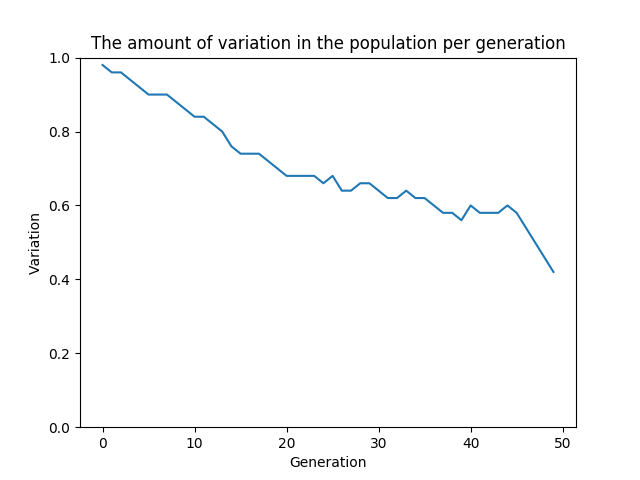 The amount of variation in the population per generation
1.0
0.8
0.6
0.4
0.2
0.0
Variation
0 10 20 30 40 50
Generation